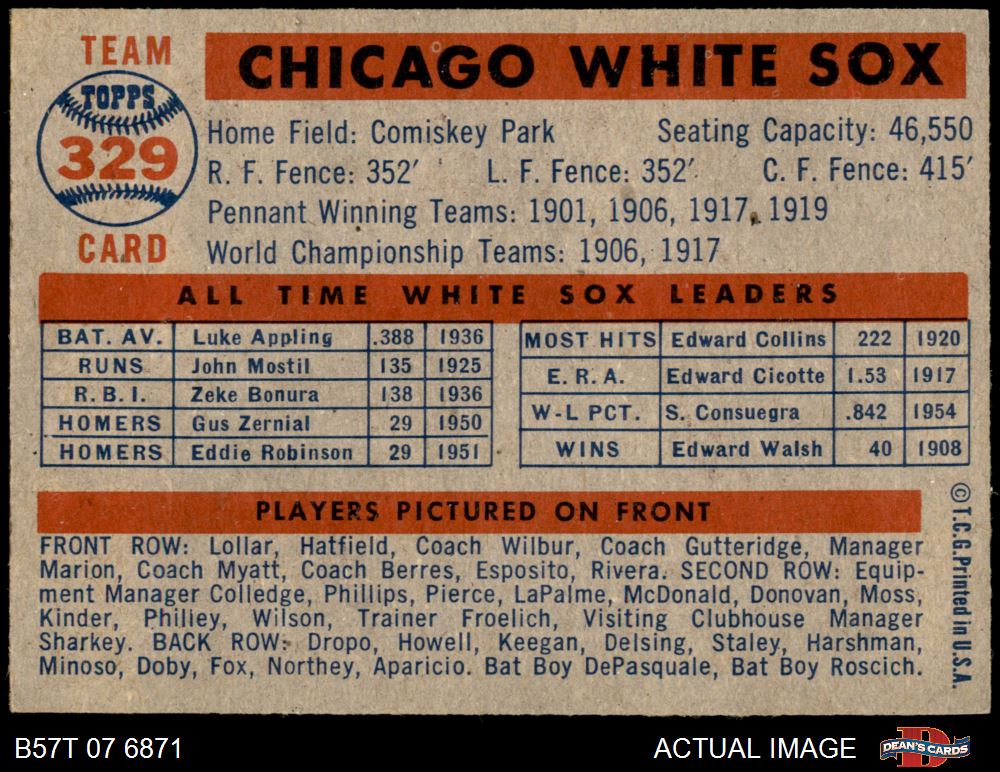 TEAM
TOPPS
329
CARD
CHICAGO WHITE SOX
Home Field: Comiskey Park Seating Capacity: 46,550
R. F. Fence: 352′ L. F. Fence: 352′ C. F. Fence: 415′
Pennant Winning Teams: 1901, 1906, 1917, 1919
World Championship Teams: 1906, 1917
ALL TIME WHITE SOX LEADERS
BAT. AV. Luke Appling .388 1936
RUNS John Mostil 135 1925
R.B.I. Zeke Bonura 138 1936
HOMERS Gus Zernial 29 1950
HOMERS Eddie Robinson 29 1951
MOST HITS Edward Collins 222 1920
E.R.A. Edward Cicotte 1.53 1917
W-L PCT. S. Consuegra .842 1954
WINS Edward Walsh 40 1908
PLAYERS PICTURED ON FRONT
FRONT ROW: Lollar, Hatfield, Coach Wilbur, Coach Gutteridge, Manager
Marion, Coach Myatt, Coach Berres, Esposito, Rivera. SECOND ROW: Equip-
ment Manager Colledge, Phillips, Pierce, LaPalme, McDonald, Donovan, Moss,
Kinder, Philley, Wilson, Trainer Froelich, Visiting Clubhouse Manager
Sharkey. BACK ROW: Dropo, Howell, Keegan, Delsing, Staley, Harshman,
Minoso, Doby, Fox, Northey, Aparicio. Bat Boy DePasquale, Bat Boy Roscich.
© T.C.G. Printed in U.S.A.
B57T 07 6871
ACTUAL IMAGE
D
DEAN'S CARDS